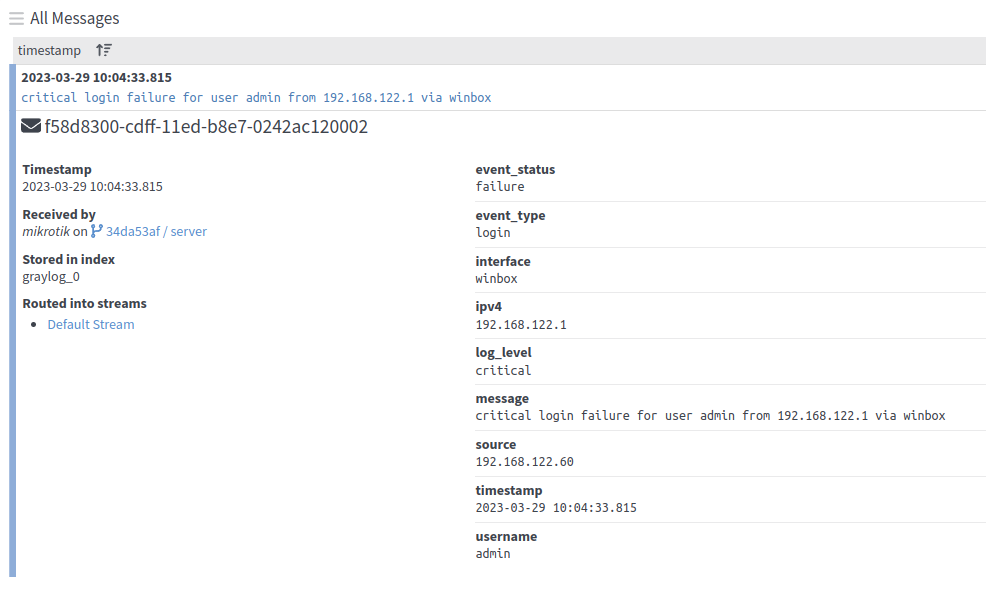 All Messages
timestamp
2023-03-29 10:04:33.815
critical login failure for user admin from 192.168.122.1 via winbox
f58d8300-cdff-11ed-b8e7-0242ac120002
Timestamp
2023-03-29 10:04:33.815
Received by
mikrotik on 34da53af / server
Stored in index
graylog_0
Routed into streams
Default Stream
event_status
failure
event_type
login
interface
winbox
ipv4
192.168.122.1
log_level
critical
message
critical login failure for user admin from 192.168.122.1 via winbox
source
192.168.122.60
timestamp
2023-03-29 10:04:33.815
username
admin